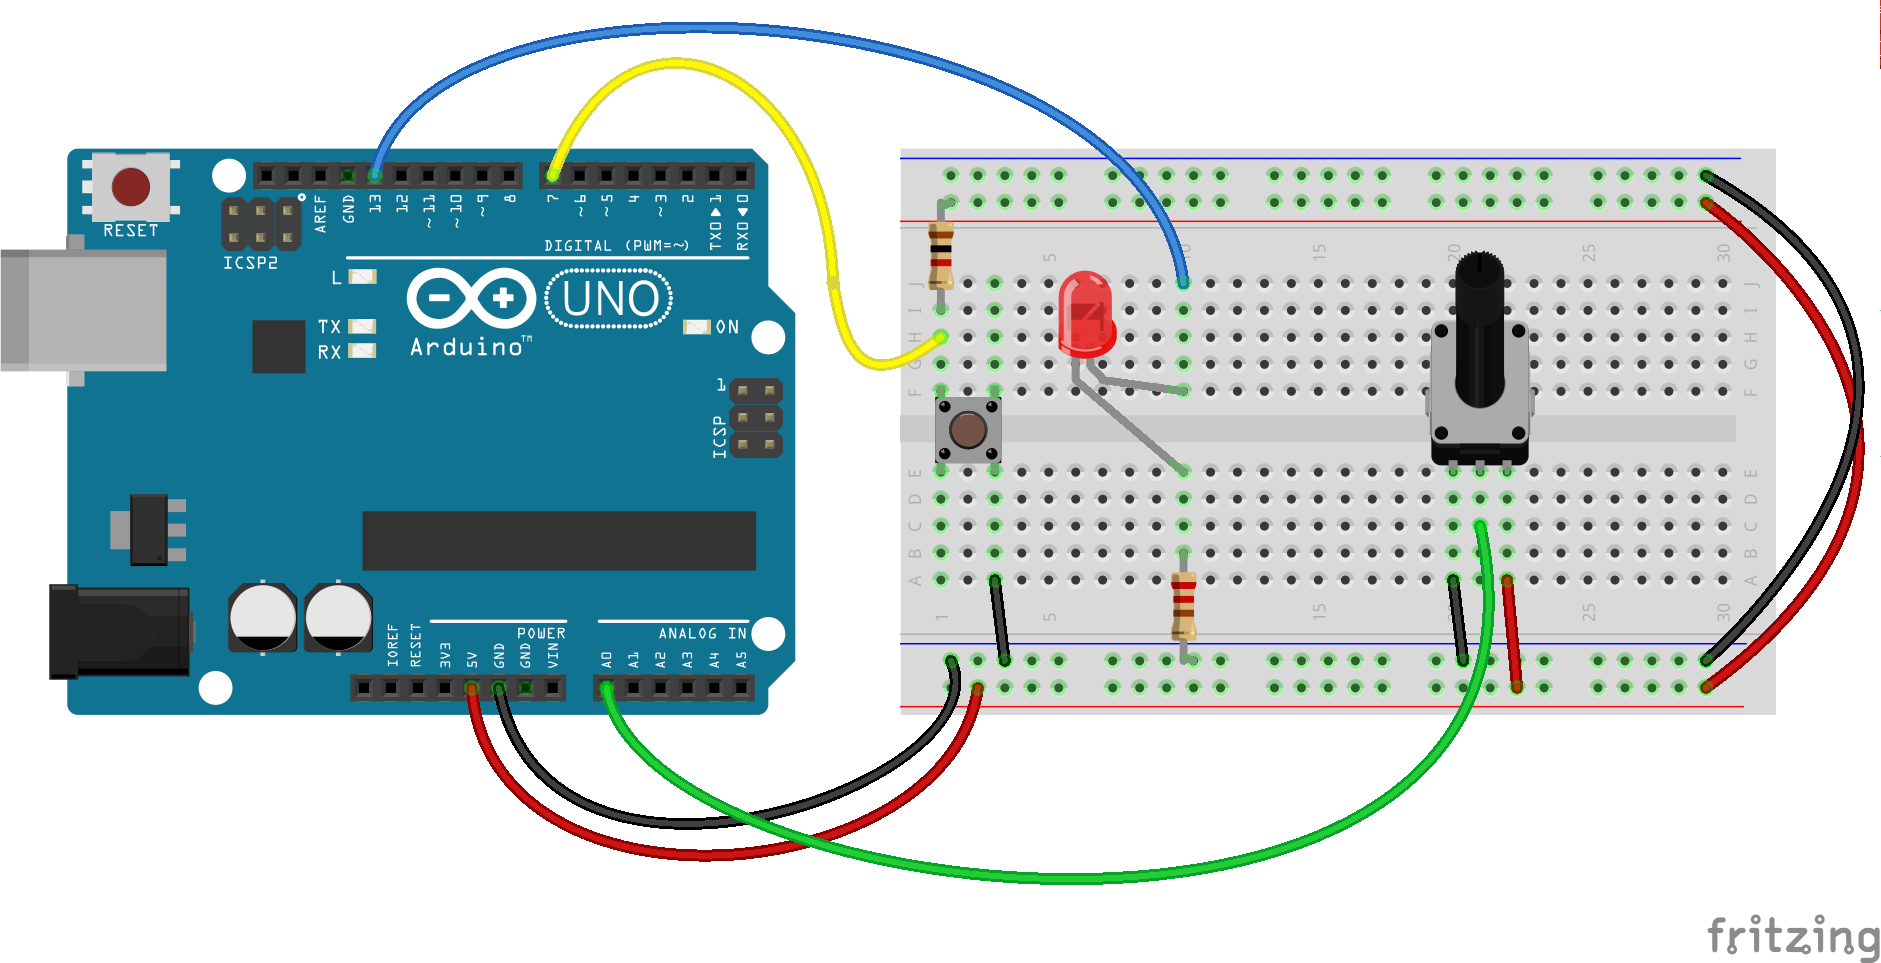 RESET
ICSP2
AREF
GND
13
12
~11
~10
~9
8
7
~6
~5
4
~3
2
TX0▶1
RX0◀0
DIGITAL (PWM=~)
L
TX
RX
UNO
ON
Arduino™
1
ICSP
IOREF
RESET
3V3
5V
GND
GND
VIN
POWER
A0
A1
A2
A3
A4
A5
ANALOG IN
5 10 15 20 25 30
J J
I I
H H
G G
F F
E E
D D
C C
B B
A A
1 5 15 25 30
fritzing